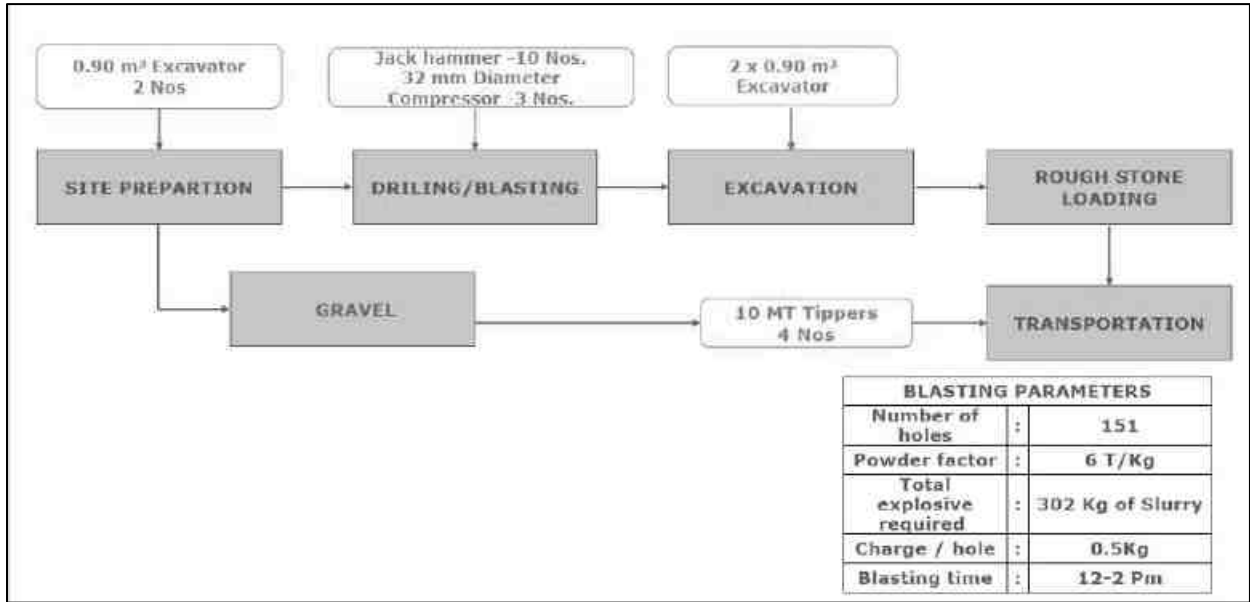 0.90 m³ Excavator
2 Nos
Jack hammer -10 Nos.
32 mm Diameter
Compressor -3 Nos.
2 x 0.90 m³
Excavator
SITE PREPARTION
DRILING/BLASTING
EXCAVATION
ROUGH STONE
LOADING
GRAVEL
10 MT Tippers
4 Nos
TRANSPORTATION
BLASTING PARAMETERS
Number of
holes : 151
Powder factor : 6 T/Kg
Total
explosive
required : 302 Kg of Slurry
Charge / hole : 0.5Kg
Blasting time : 12-2 Pm